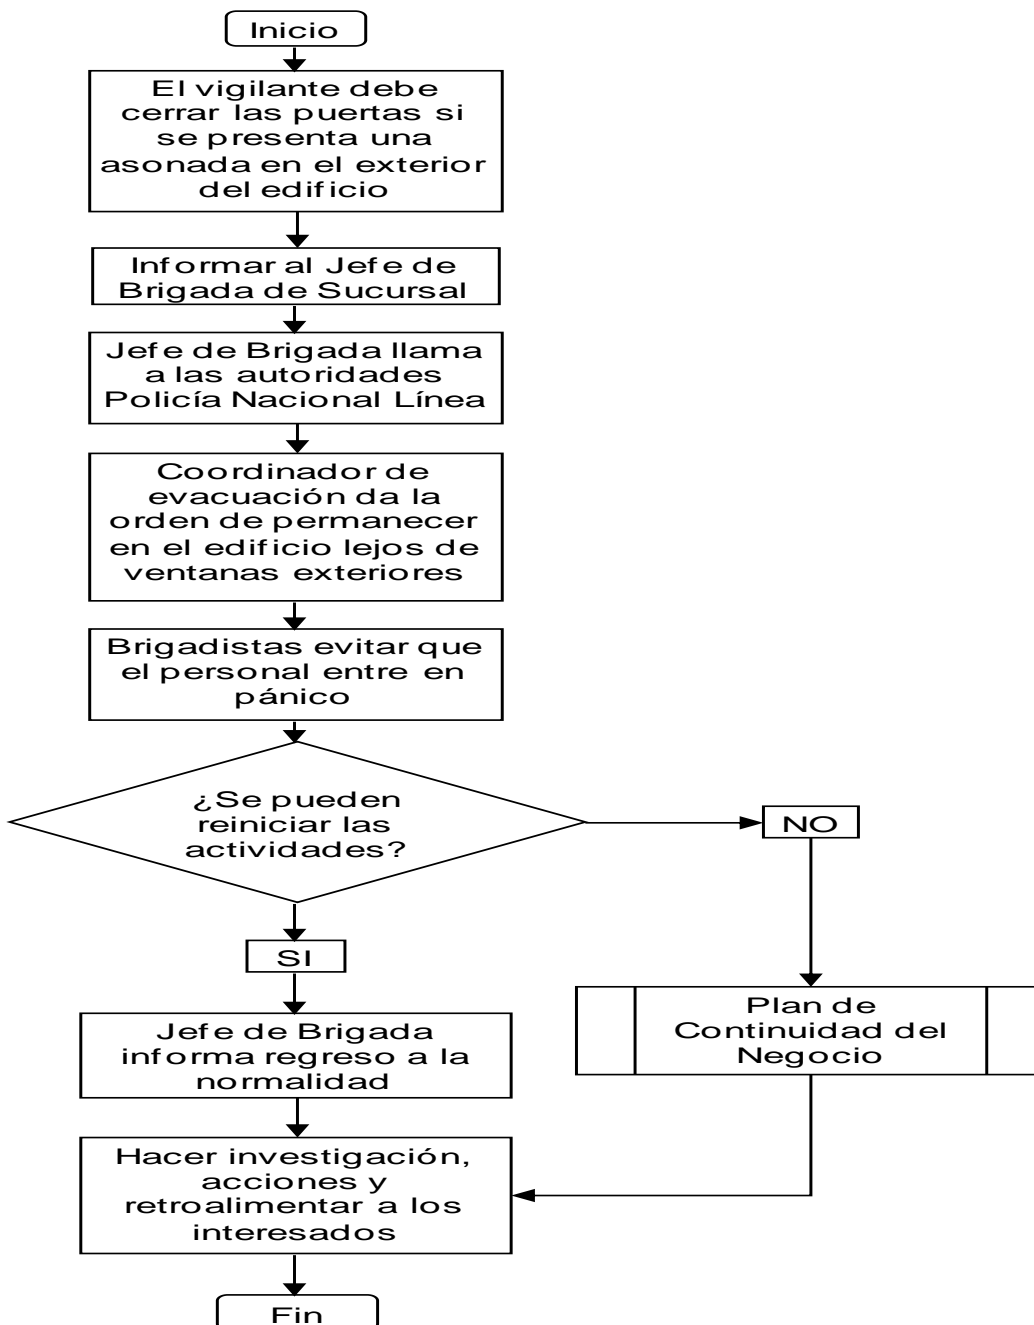 Inicio
El vigilante debe
cerrar las puertas si
se presenta una
asonada en el exterior
del edificio
Informar al Jefe de
Brigada de Sucursal
Jefe de Brigada llama
a las autoridades
Policía Nacional Línea
Coordinador de
evacuación da la
orden de permanecer
en el edificio lejos de
ventanas exteriores
Brigadistas evitar que
el personal entre en
pánico
¿Se pueden
reiniciar las
actividades?
NO
SI
Plan de
Continuidad del
Negocio
Jefe de Brigada
informa regreso a la
normalidad
Hacer investigación,
acciones y
retroalimentar a los
interesados
Fin